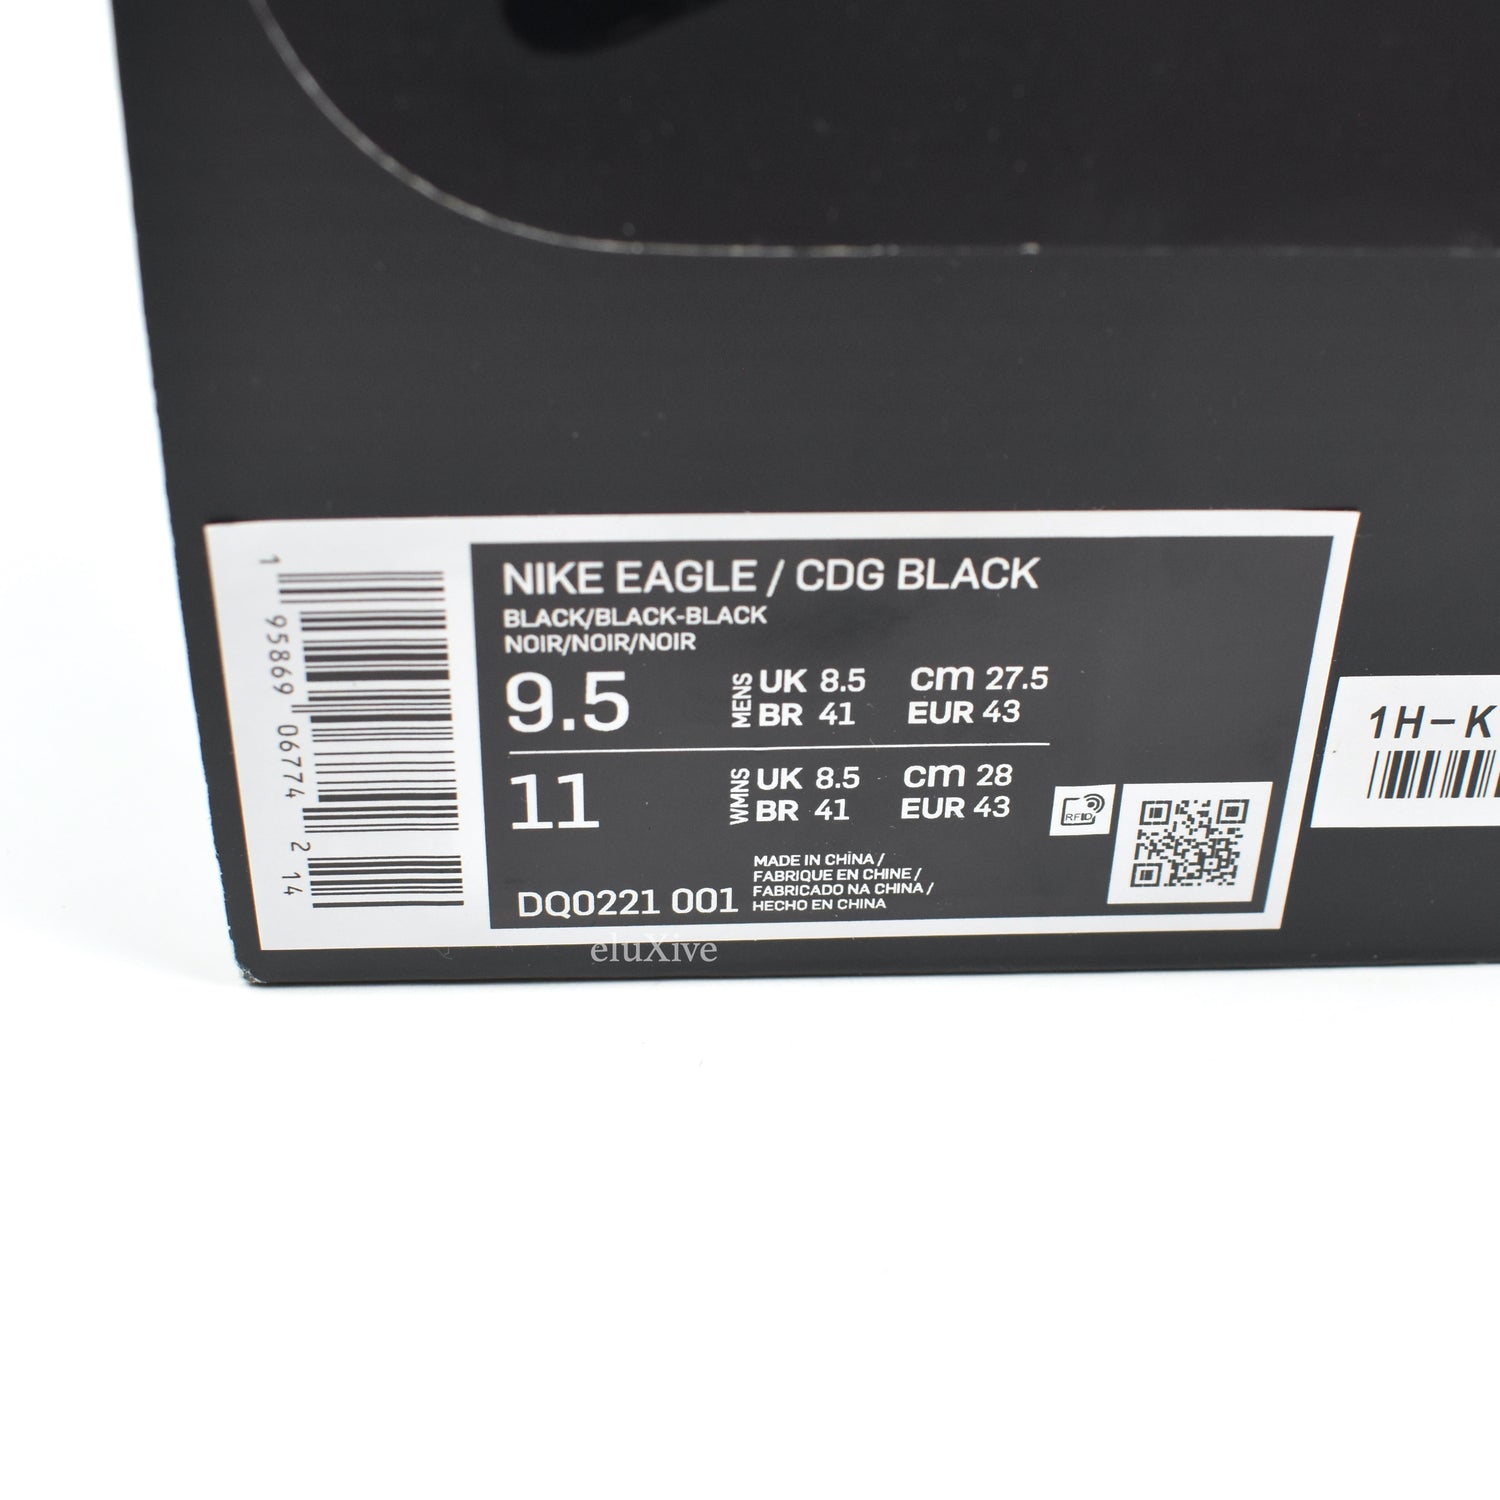 NIKE EAGLE / CDG BLACK
BLACK/BLACK-BLACK
NOIR/NOIR/NOIR
9.5 MENS UK 8.5 cm 27.5
BR 41 EUR 43
11 WMNS UK 8.5 cm 28
BR 41 EUR 43
MADE IN CHINA /
FABRIQUE EN CHINE /
FABRICADO NA CHINA /
HECHO EN CHINA
DQ0221 001
RFID
1 95869 06774 2 14
1H-K
eluXive